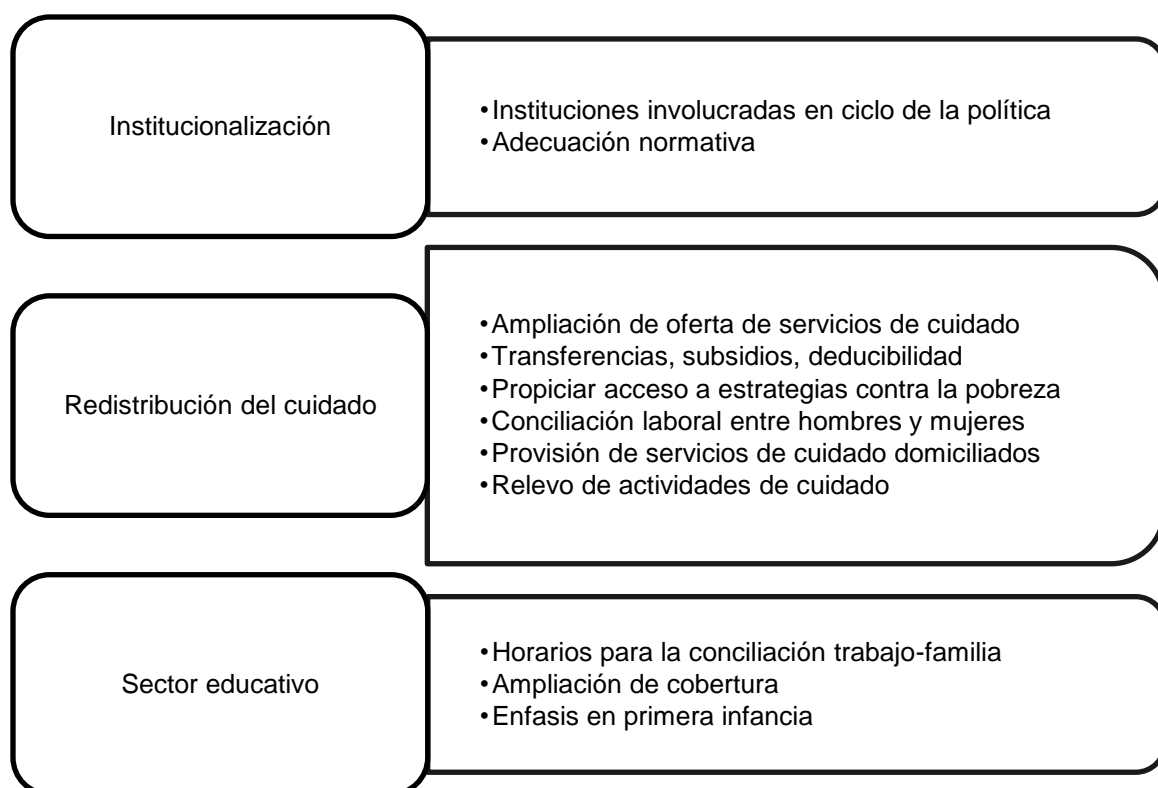 Institucionalización
•Instituciones involucradas en ciclo de la política
•Adecuación normativa
Redistribución del cuidado
•Ampliación de oferta de servicios de cuidado
•Transferencias, subsidios, deducibilidad
•Propiciar acceso a estrategias contra la pobreza
•Conciliación laboral entre hombres y mujeres
•Provisión de servicios de cuidado domiciliados
•Relevo de actividades de cuidado
Sector educativo
•Horarios para la conciliación trabajo-familia
•Ampliación de cobertura
•Enfasis en primera infancia